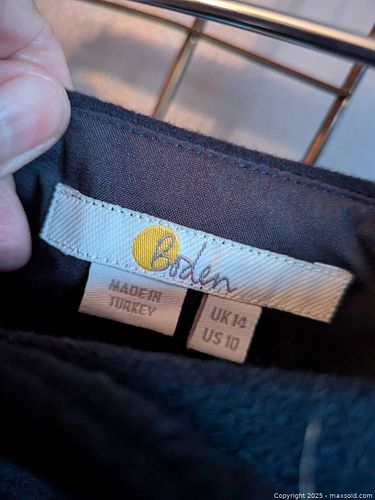 Boden
MADE IN
TURKEY
UK 14
US 10
Copyright © 2025 - maxsold.com